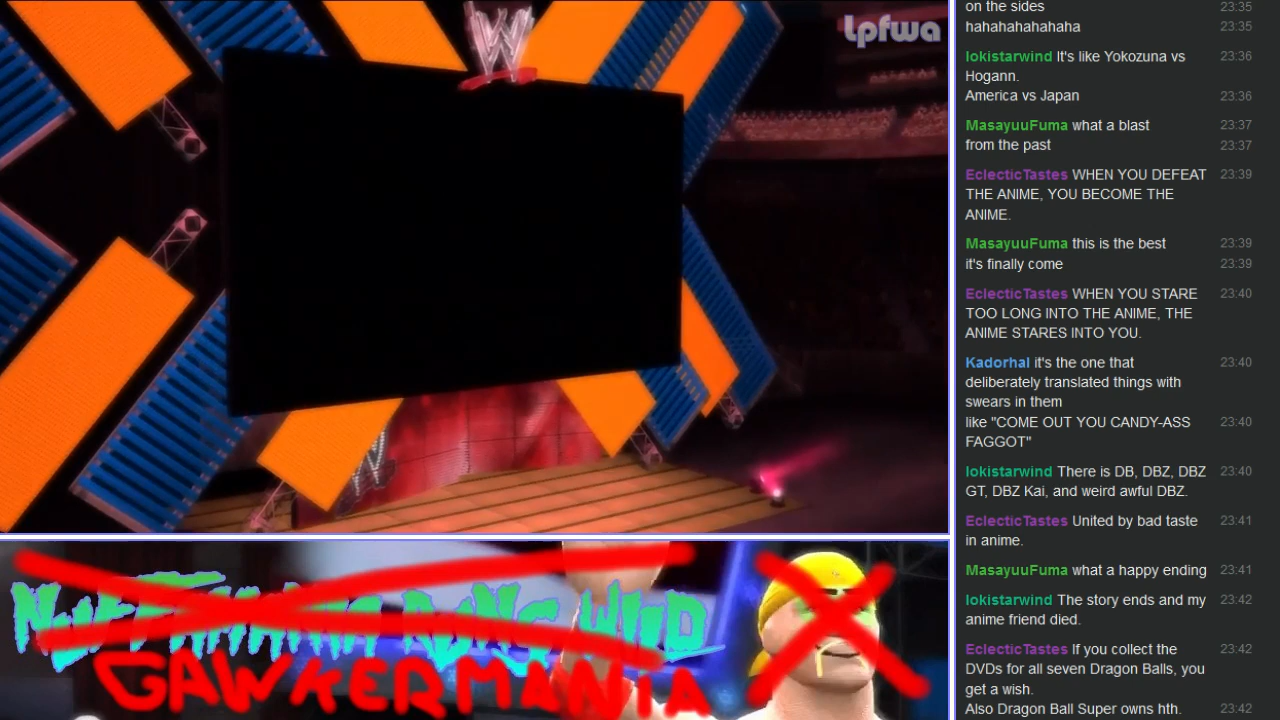 Lpfwa
W
W
RUNS WILD
GAWKERMANIA
on the sides 23:35
hahahahahahaha 23:35
lokistarwind It's like Yokozuna vs 23:36
Hogann.
America vs Japan 23:36
MasayuuFuma what a blast 23:37
from the past 23:37
EclecticTastes WHEN YOU DEFEAT 23:39
THE ANIME, YOU BECOME THE
ANIME.
MasayuuFuma this is the best 23:39
it's finally come 23:39
EclecticTastes WHEN YOU STARE 23:40
TOO LONG INTO THE ANIME, THE
ANIME STARES INTO YOU.
Kadorhal it's the one that 23:40
deliberately translated things with
swears in them
like "COME OUT YOU CANDY-ASS 23:40
FAGGOT"
lokistarwind There is DB, DBZ, DBZ 23:40
GT, DBZ Kai, and weird awful DBZ.
EclecticTastes United by bad taste 23:41
in anime.
MasayuuFuma what a happy ending 23:41
lokistarwind The story ends and my 23:42
anime friend died.
EclecticTastes If you collect the 23:42
DVDs for all seven Dragon Balls, you
get a wish.
Also Dragon Ball Super owns hth. 23:42